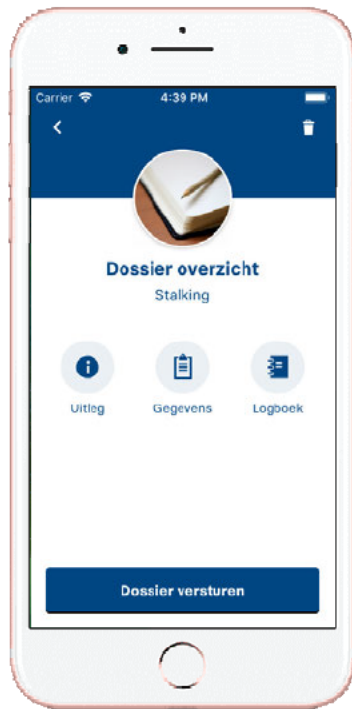 Carrier 4:39 PM
Dossier overzicht
Stalking
Uitleg Gegevens Logboek
Dossier versturen